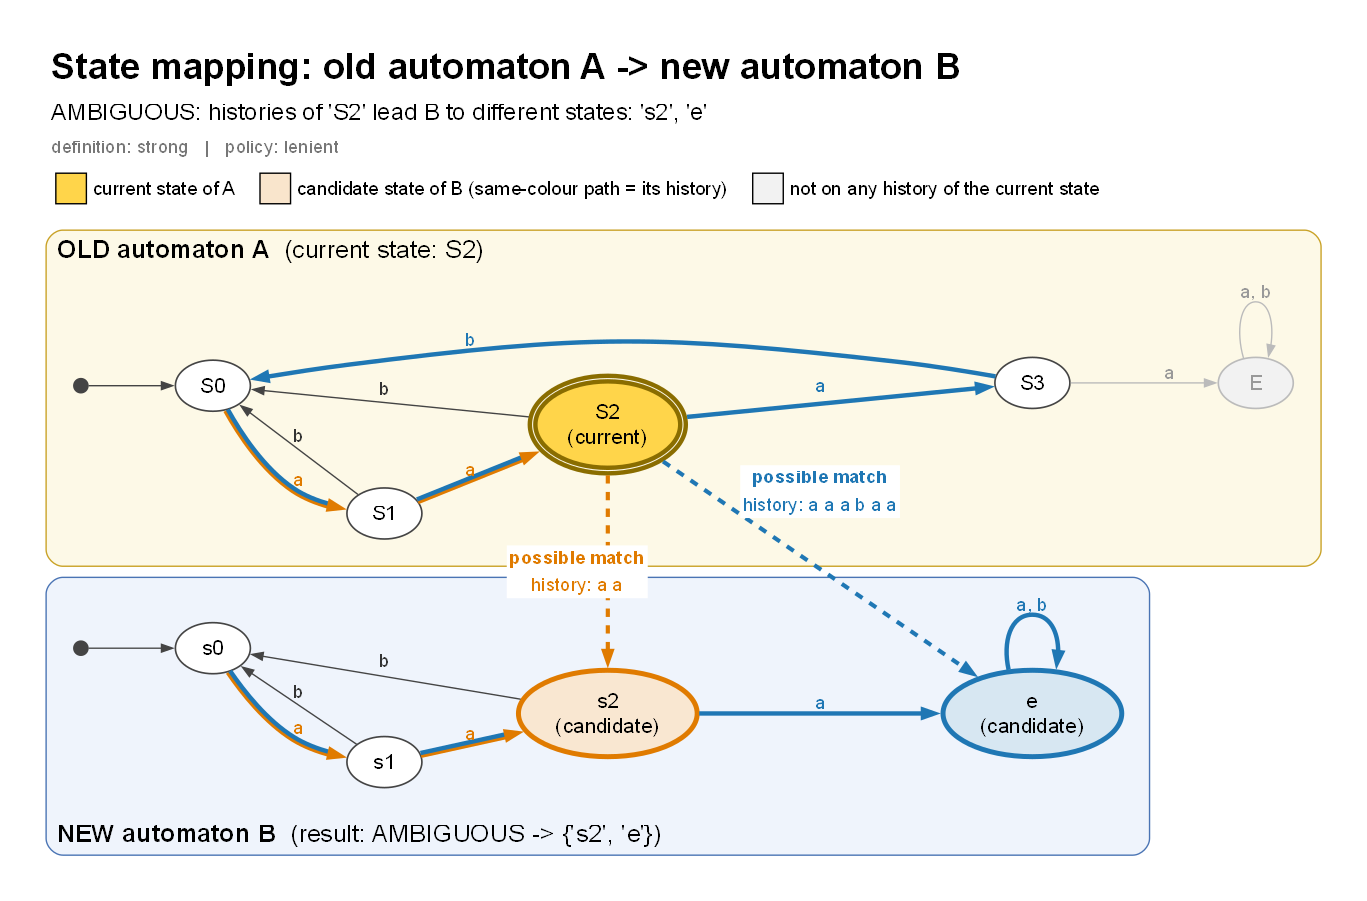 State mapping: old automaton A -> new automaton B
AMBIGUOUS: histories of 'S2' lead B to different states: 's2', 'e'
definition: strong | policy: lenient
current state of A
candidate state of B (same-colour path = its history)
not on any history of the current state
OLD automaton A (current state: S2)
a, b
b
S0
b
S2
(current)
a
S3
a
E
b
a
a
S1
possible match
history: a a a b a a
possible match
history: a a
a, b
s0
b
b
a
a
s1
s2
(candidate)
a
e
(candidate)
NEW automaton B (result: AMBIGUOUS -> {'s2', 'e'})